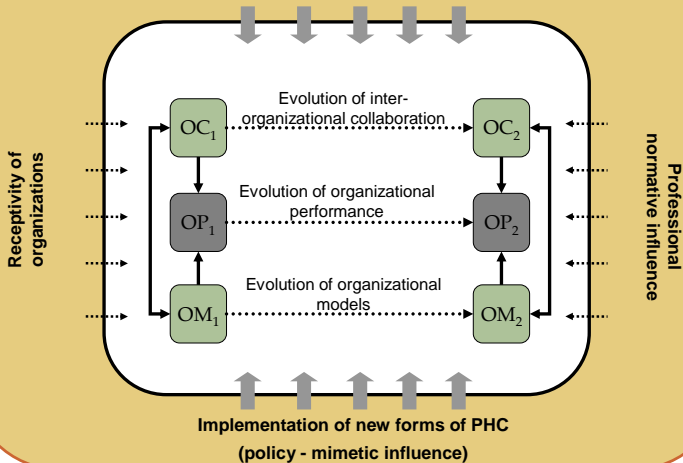 Evolution of inter-
organizational collaboration
OC1
OC2
Evolution of organizational
performance
OP1
OP2
Evolution of organizational
models
OM1
OM2
Receptivity of
organizations
Professional
normative influence
Implementation of new forms of PHC
(policy - mimetic influence)